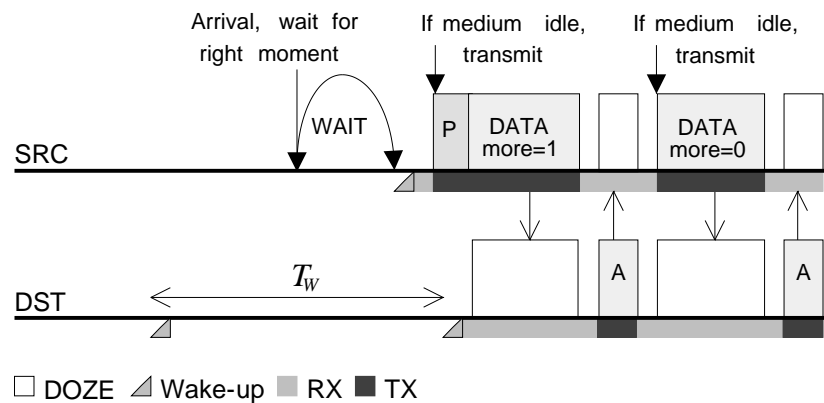 Arrival, wait for
right moment
If medium idle,
transmit
If medium idle,
transmit
WAIT
P
DATA
more=1
DATA
more=0
SRC
T_W
A
A
DST
DOZE
Wake-up
RX
TX